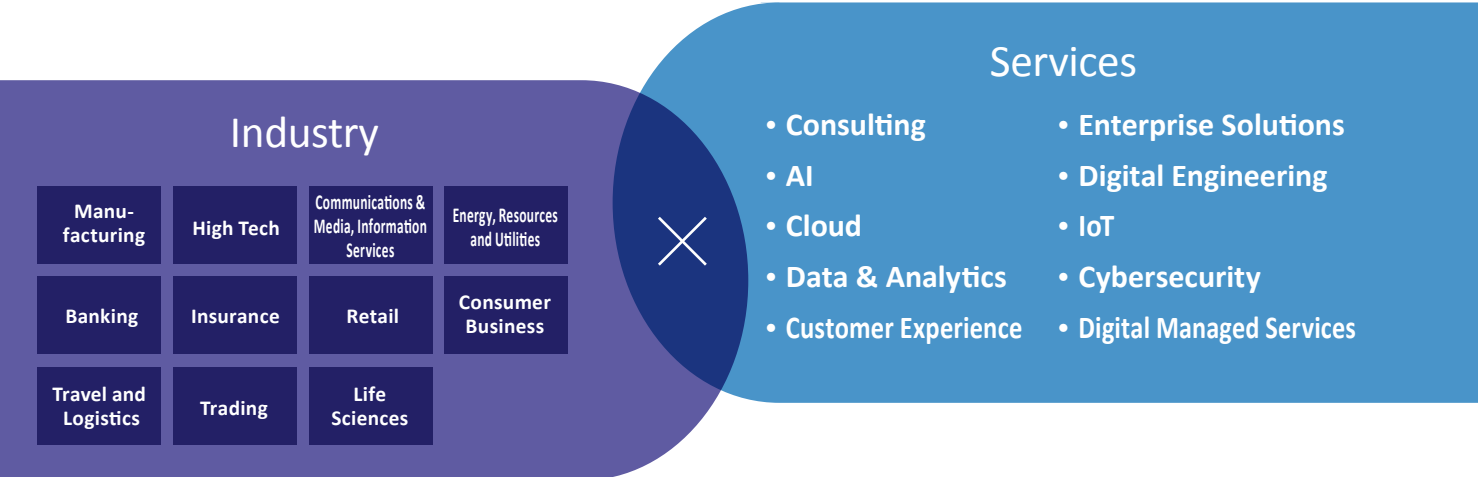 Industry
Manu-
facturing
High Tech
Communications &
Media, Information
Services
Energy, Resources
and Utilities
Banking
Insurance
Retail
Consumer
Business
Travel and
Logistics
Trading
Life
Sciences
Services
• Consulting
• AI
• Cloud
• Data & Analytics
• Customer Experience
• Enterprise Solutions
• Digital Engineering
• IoT
• Cybersecurity
• Digital Managed Services